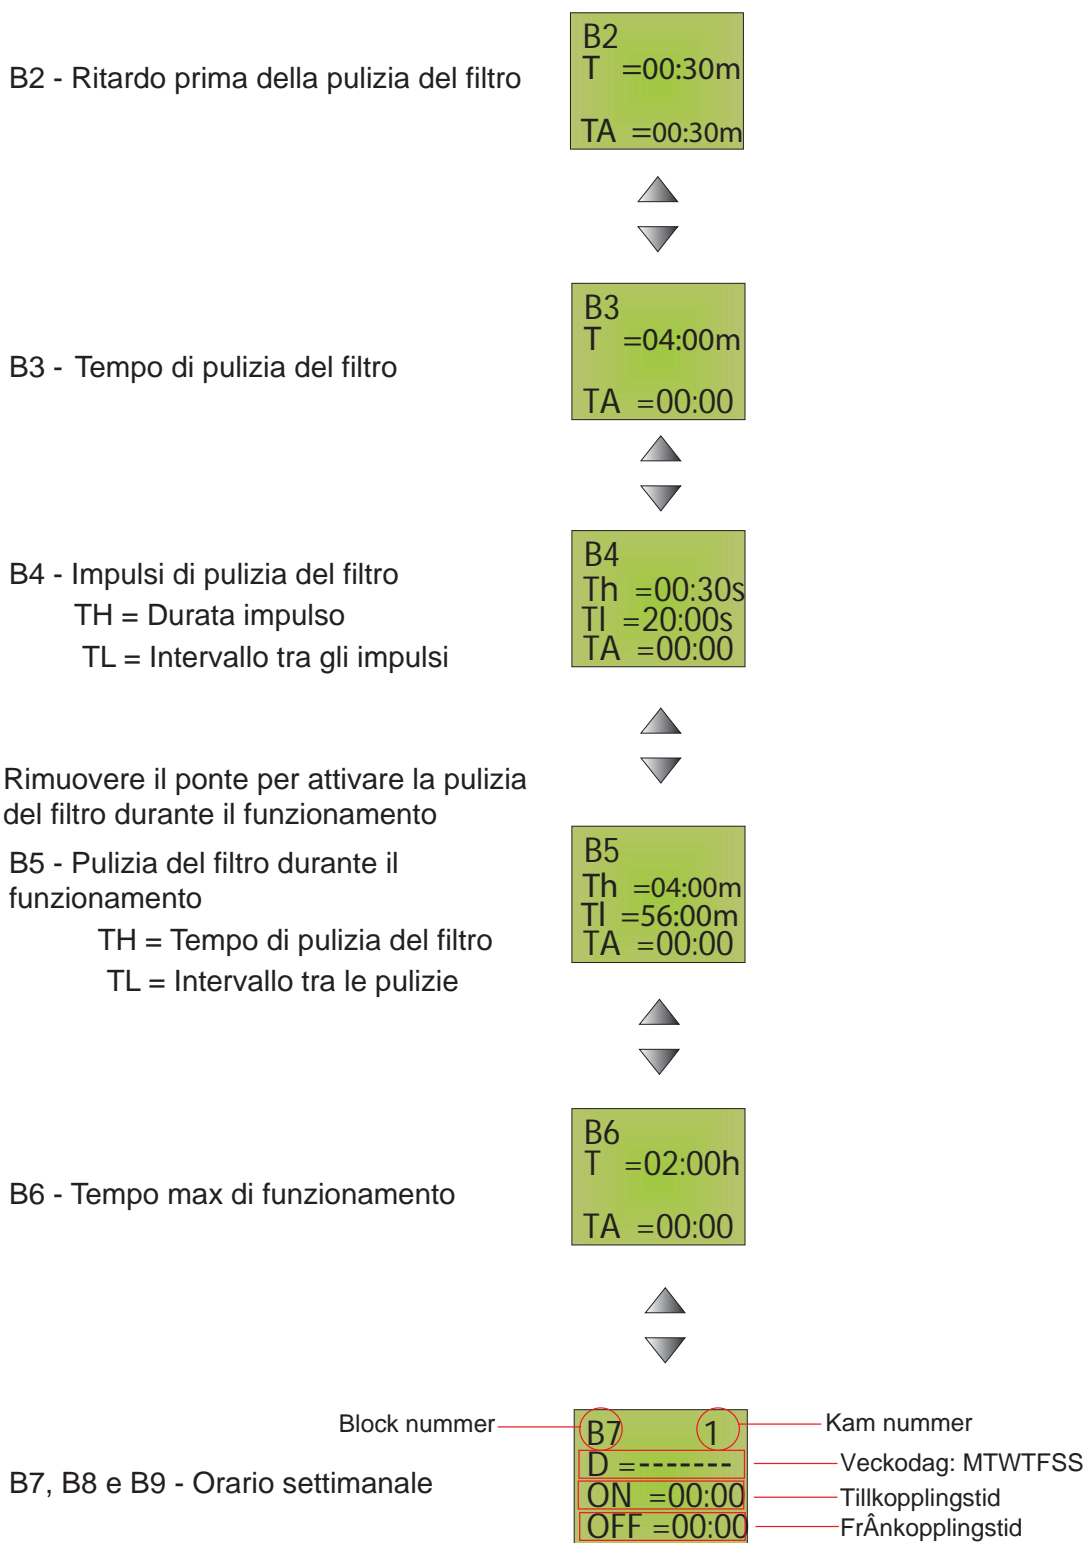 B2 - Ritardo prima della pulizia del filtro
B2
T =00:30m
TA =00:30m
B3 - Tempo di pulizia del filtro
B3
T =04:00m
TA =00:00
B4 - Impulsi di pulizia del filtro
TH = Durata impulso
TL = Intervallo tra gli impulsi
B4
Th =00:30s
Tl =20:00s
TA =00:00
Rimuovere il ponte per attivare la pulizia
del filtro durante il funzionamento
B5 - Pulizia del filtro durante il
funzionamento
TH = Tempo di pulizia del filtro
TL = Intervallo tra le pulizie
B5
Th =04:00m
Tl =56:00m
TA =00:00
B6 - Tempo max di funzionamento
B6
T =02:00h
TA =00:00
B7, B8 e B9 - Orario settimanale
Block nummer
B7 1
D =-------
ON =00:00
OFF =00:00
Kam nummer
Veckodag: MTWTFSS
Tillkopplingstid
FrÂnkopplingstid